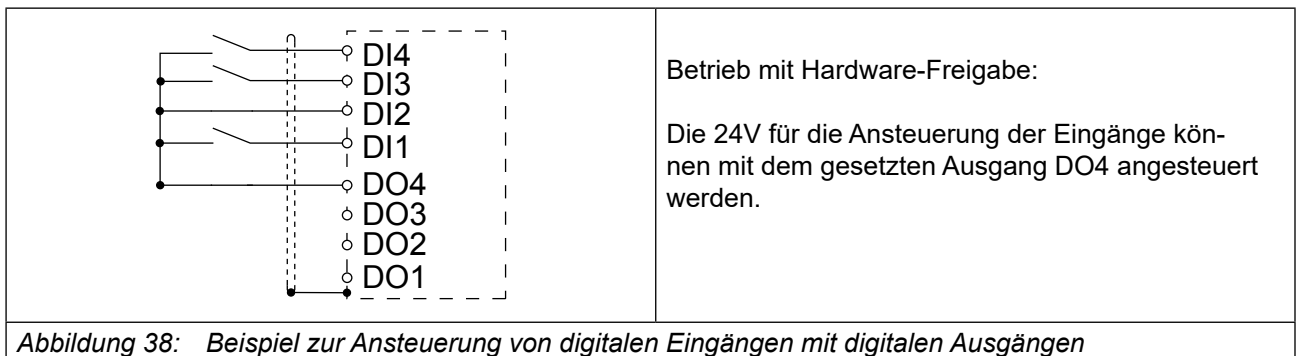 DI4
DI3
DI2
DI1
DO4
DO3
DO2
DO1
Betrieb mit Hardware-Freigabe:
Die 24V für die Ansteuerung der Eingänge kön-
nen mit dem gesetzten Ausgang DO4 angesteuert
werden.
Abbildung 38: Beispiel zur Ansteuerung von digitalen Eingängen mit digitalen Ausgängen